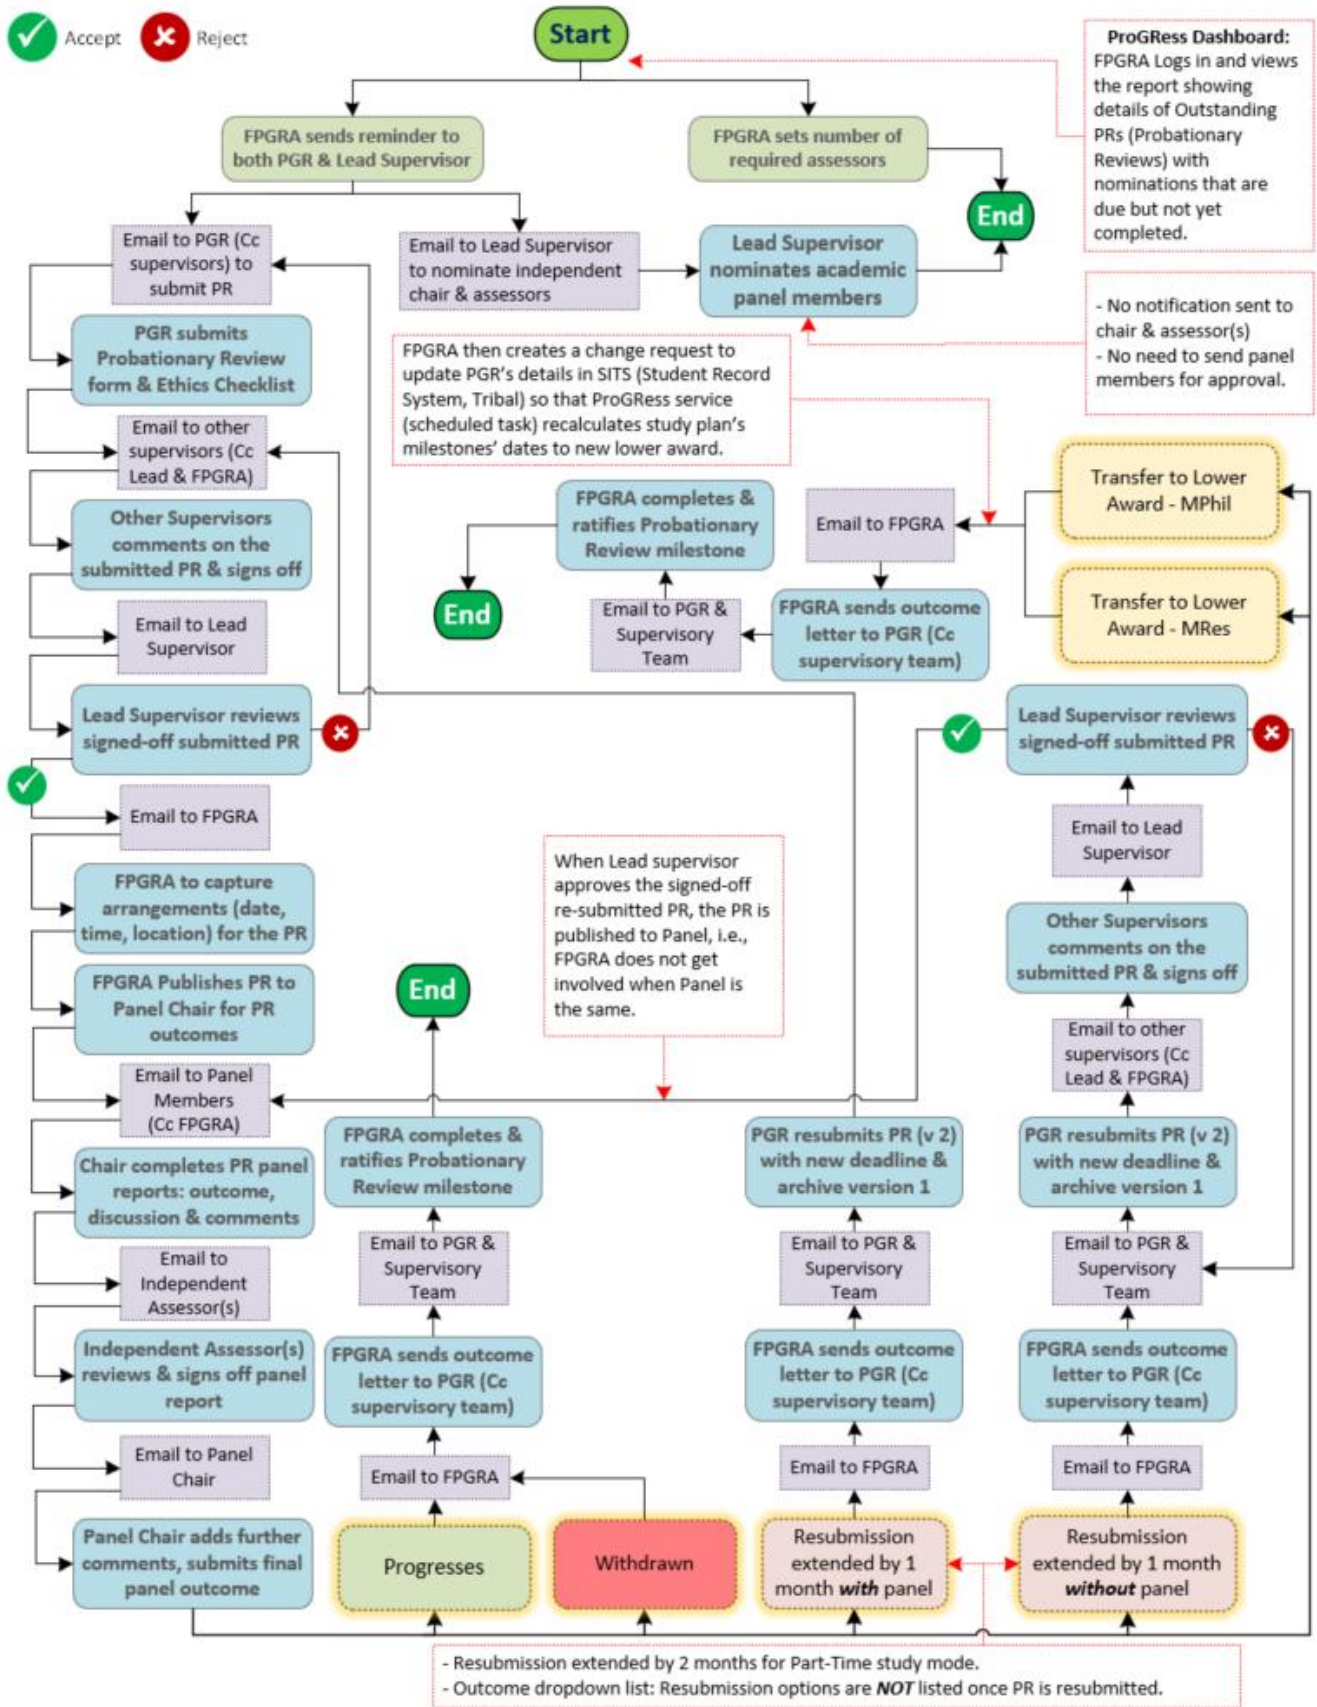 Accept
Reject
Start
ProGRess Dashboard:
FPGRA Logs in and views
the report showing
details of Outstanding
PRs (Probationary
Reviews) with
nominations that are
due but not yet
completed.
FPGRA sends reminder to
both PGR & Lead Supervisor
FPGRA sets number of
required assessors
End
Email to PGR (Cc
supervisors) to
submit PR
Email to Lead Supervisor
to nominate independent
chair & assessors
Lead Supervisor
nominates academic
panel members
- No notification sent to
chair & assessor(s)
- No need to send panel
members for approval.
PGR submits
Probationary Review
form & Ethics Checklist
FPGRA then creates a change request to
update PGR's details in SITS (Student Record
System, Tribal) so that ProGRess service
(scheduled task) recalculates study plan's
milestones' dates to new lower award.
Email to other
supervisors (Cc
Lead & FPGRA)
Other Supervisors
comments on the
submitted PR & signs off
FPGRA completes &
ratifies Probationary
Review milestone
Email to FPGRA
Transfer to Lower
Award - MPhil
End
Email to PGR &
Supervisory
Team
FPGRA sends outcome
letter to PGR (Cc
supervisory team)
Transfer to Lower
Award - MRes
Email to Lead
Supervisor
Lead Supervisor reviews
signed-off submitted PR
Lead Supervisor reviews
signed-off submitted PR
Email to FPGRA
Email to Lead
Supervisor
When Lead supervisor
approves the signed-off
re-submitted PR, the PR is
published to Panel, i.e.,
FPGRA does not get
involved when Panel is
the same.
FPGRA to capture
arrangements (date,
time, location) for the PR
Other Supervisors
comments on the
submitted PR & signs off
FPGRA Publishes PR to
Panel Chair for PR
outcomes
End
Email to other
supervisors (Cc
Lead & FPGRA)
Email to Panel
Members
(Cc FPGRA)
FPGRA completes &
ratifies Probationary
Review milestone
PGR resubmits PR (v 2)
with new deadline &
archive version 1
PGR resubmits PR (v 2)
with new deadline &
archive version 1
Chair completes PR panel
reports: outcome,
discussion & comments
Email to
Independent
Assessor(s)
Email to PGR &
Supervisory
Team
Email to PGR &
Supervisory
Team
Email to PGR &
Supervisory
Team
Independent Assessor(s)
reviews & signs off panel
report
FPGRA sends outcome
letter to PGR (Cc
supervisory team)
FPGRA sends outcome
letter to PGR (Cc
supervisory team)
FPGRA sends outcome
letter to PGR (Cc
supervisory team)
Email to Panel
Chair
Email to FPGRA
Email to FPGRA
Email to FPGRA
Panel Chair adds further
comments, submits final
panel outcome
Progresses
Withdrawn
Resubmission
extended by 1
month with panel
Resubmission
extended by 1 month
without panel
- Resubmission extended by 2 months for Part-Time study mode.
- Outcome dropdown list: Resubmission options are NOT listed once PR is resubmitted.